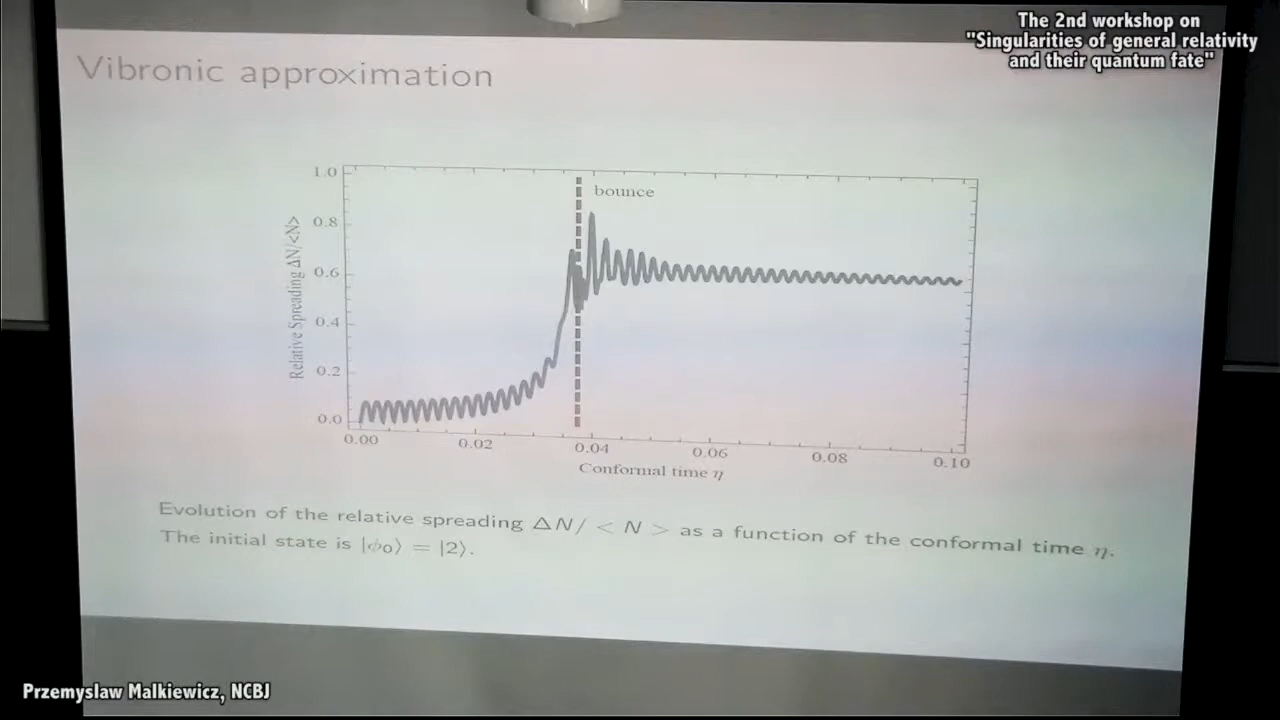 The 2nd workshop on
"Singularities of general relativity
and their quantum fate"
Vibronic approximation
1.0
0.8
0.6
0.4
0.2
0.0
Relative Spreading ΔN/<N>
bounce
0.00
0.02
0.04
0.06
0.08
0.10
Conformal time η
Evolution of the relative spreading ΔN/ < N > as a function of the conformal time η.
The initial state is |ϕ₀⟩ = |2⟩.
Przemyslaw Malkiewicz, NCBJ